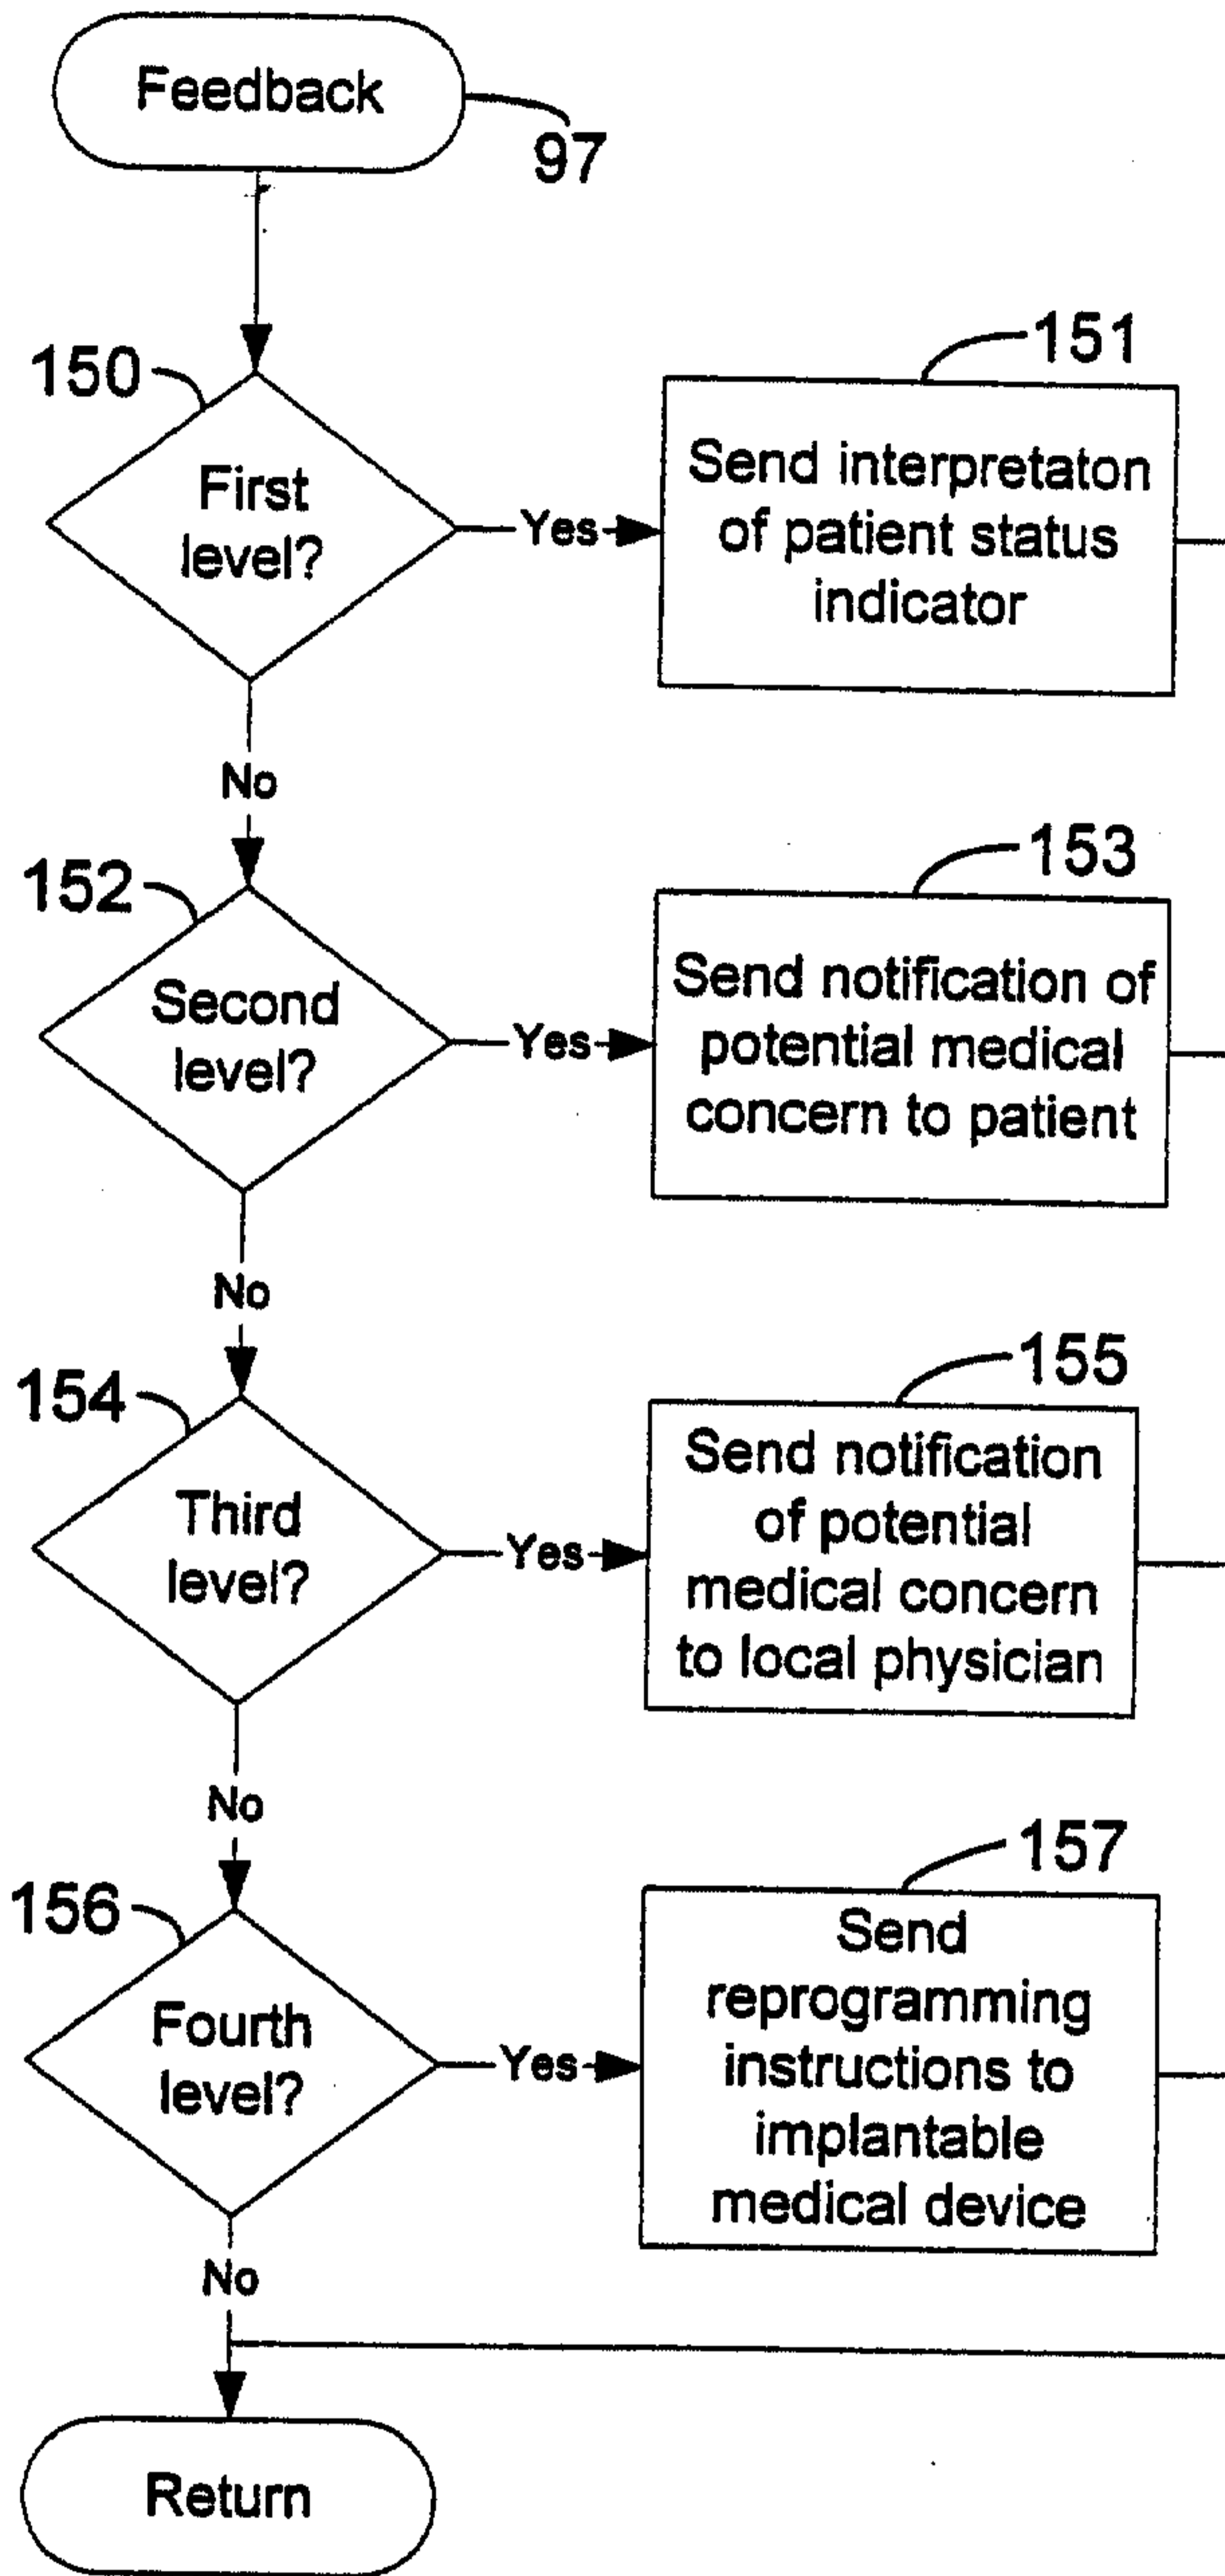 Feedback
97
150
First
level?
Yes
151
Send interpretaton
of patient status
indicator
No
152
Second
level?
Yes
153
Send notification of
potential medical
concern to patient
No
154
Third
level?
Yes
155
Send notification
of potential
medical concern
to local physician
No
156
Fourth
level?
Yes
157
Send
reprogramming
instructions to
implantable
medical device
No
Return